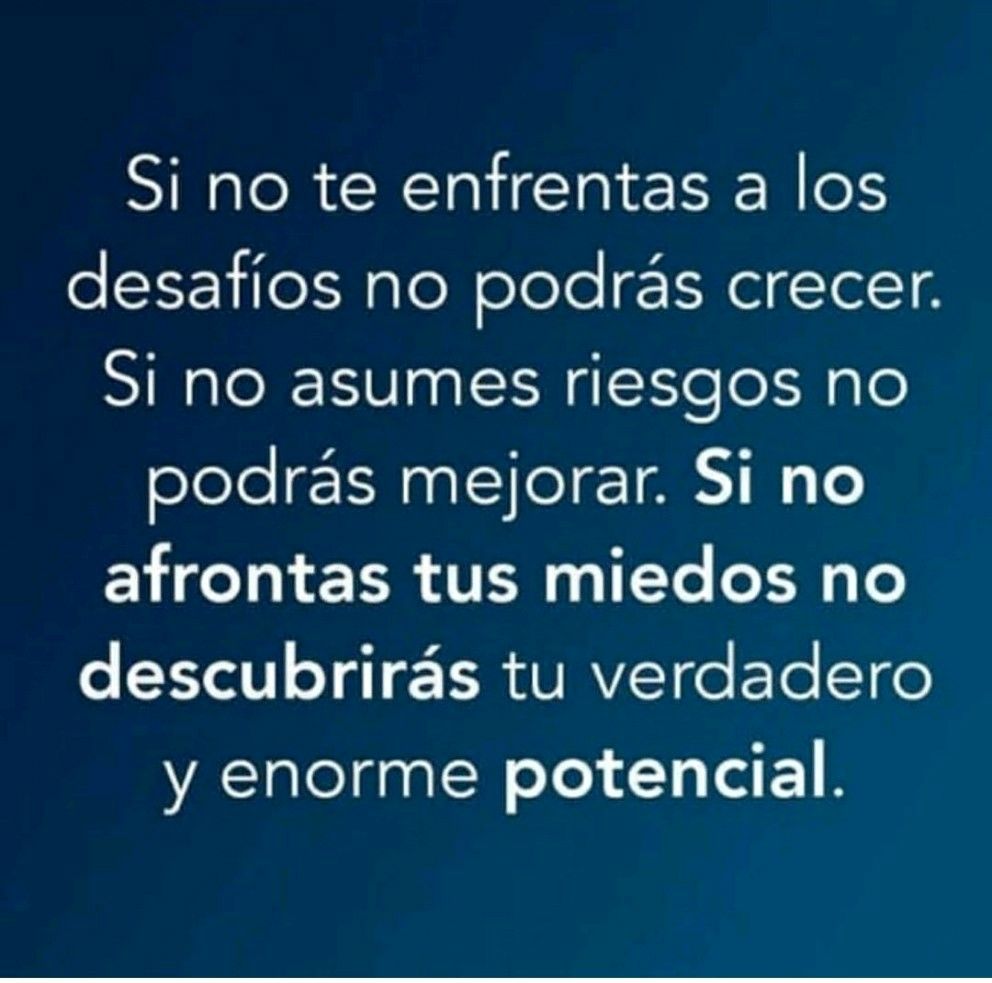 Si no te enfrentas a los
desafíos no podrás crecer.
Si no asumes riesgos no
podrás mejorar. Si no
afrontas tus miedos no
descubrirás tu verdadero
y enorme potencial.